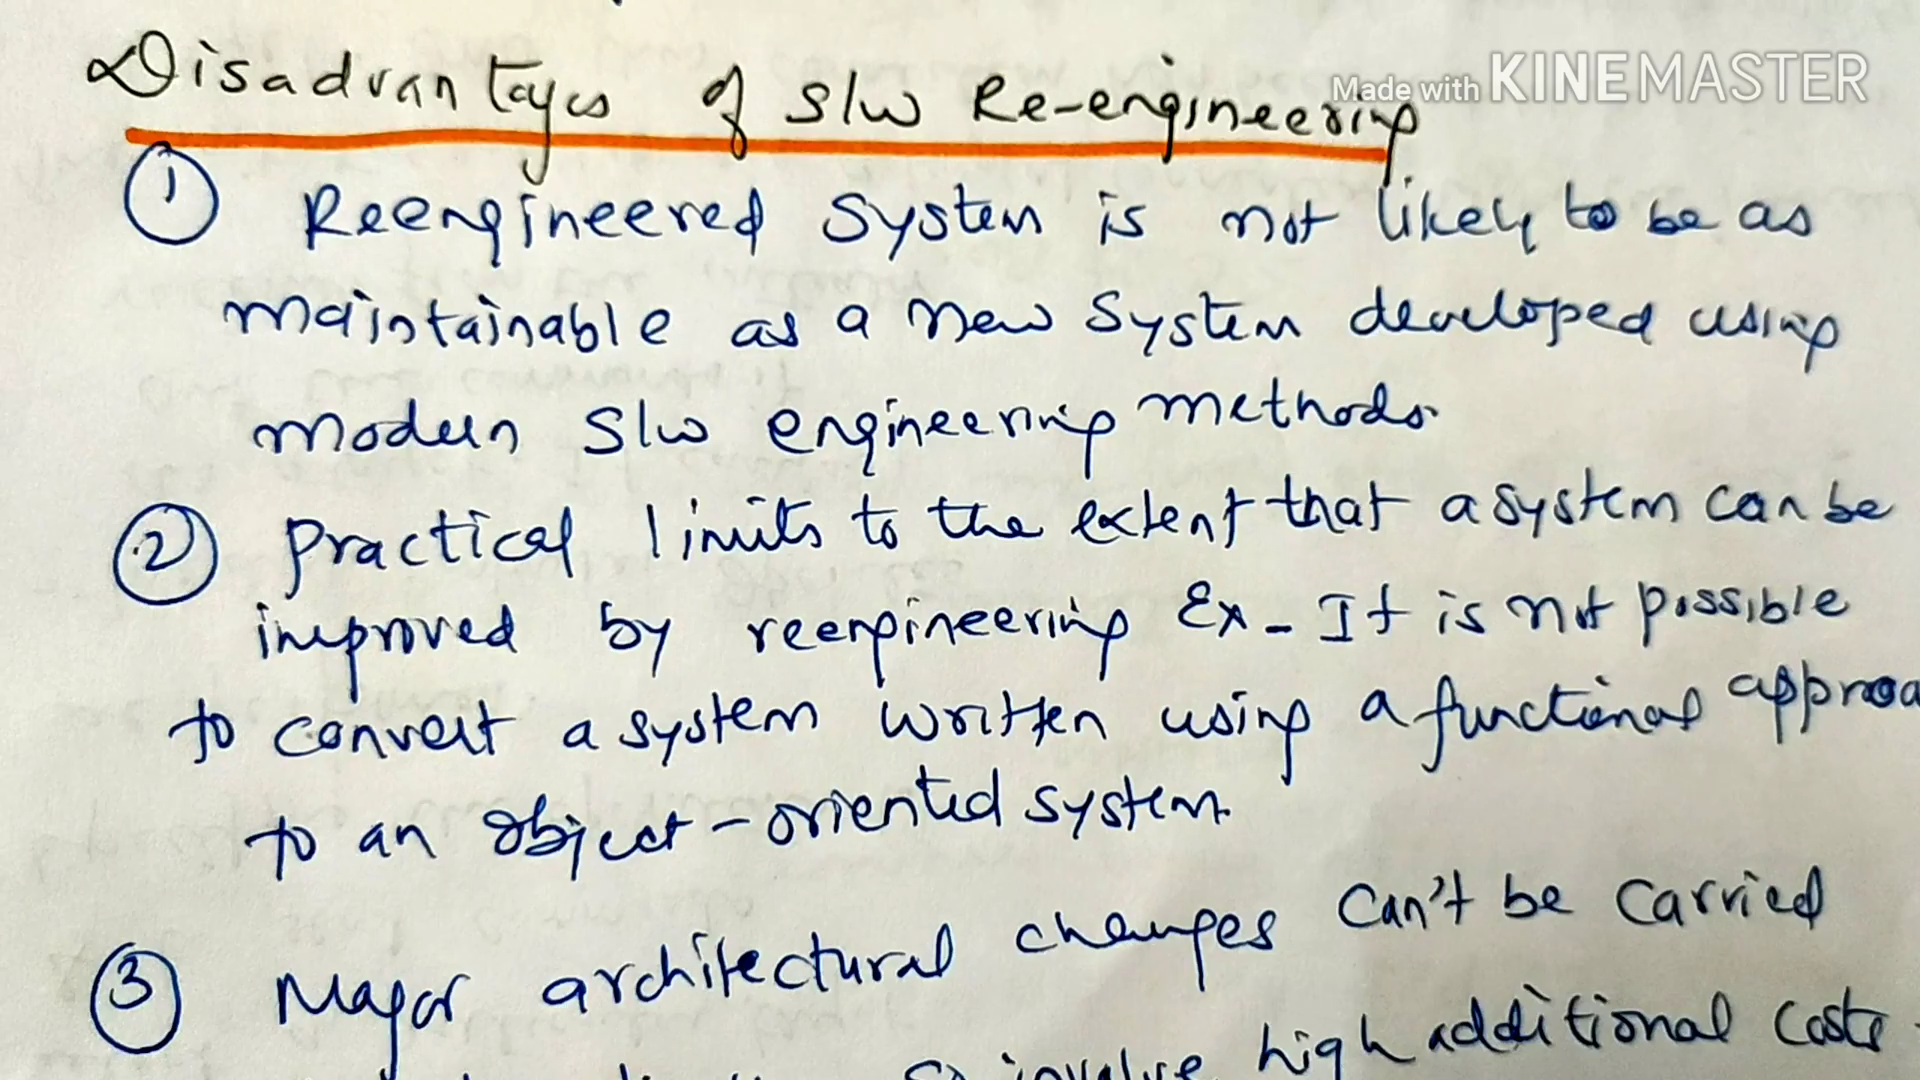 Disadvantages of S/w Re-engineering
Made with KINEMASTER
① Reengineered System is not likely to be as
maintainable as a new System developed using
modern S/w engineering methods.
② Practical limits to the extent that a system can be
improved by reengineering Ex - It is not possible
to convert a system written using a functional approa
to an object-oriented system.
③ Major architectural changes can't be carried
so involve high additional costs.